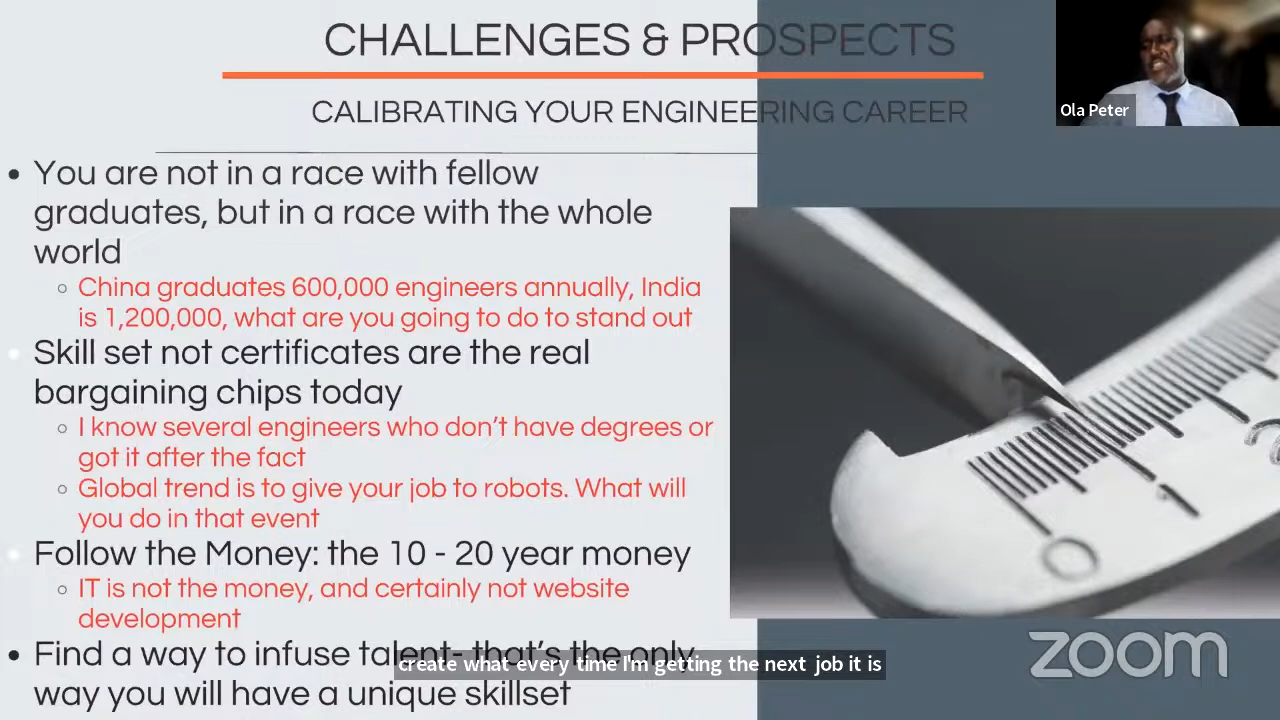 CHALLENGES & PROSPECTS
CALIBRATING YOUR ENGINEERING CAREER
Ola Peter
• You are not in a race with fellow
graduates, but in a race with the whole
world
○ China graduates 600,000 engineers annually, India
is 1,200,000, what are you going to do to stand out
• Skill set not certificates are the real
bargaining chips today
○ I know several engineers who don't have degrees or
got it after the fact
○ Global trend is to give your job to robots. What will
you do in that event
• Follow the Money: the 10 - 20 year money
○ IT is not the money, and certainly not website
development
• Find a way to infuse talent- that's the only
way you will have a unique skillset
create what every time I'm getting the next job it is
0
1
zoom